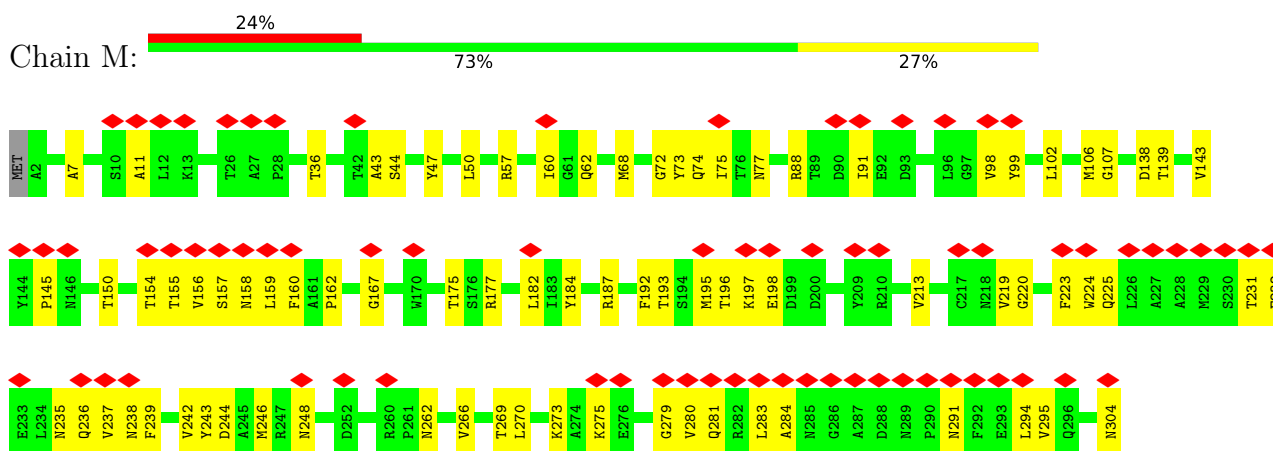 24%
Chain M:
73% 27%
MET A2 A7 S10 A11 L12 K13 T26 A27 P28 T36 T42 A43 S44 Y47 L50 R57 I60 G61 Q62 M68 G72 Y73 Q74 I75 T76 N77 R88 T89 D90 I91 E92 D93 L96 G97 V98 Y99 L102 M106 G107 D138 T139 V143
Y144 P145 N146 T150 T154 T155 V156 S157 N158 L159 F160 A161 P162 G167 W170 T175 S176 R177 L182 I183 Y184 R187 F192 T193 S194 M195 T196 K197 E198 D199 D200 Y209 R210 V213 C217 N218 V219 G220 F223 W224 Q225 L226 A227 A228 M229 S230 T231
E233 L234 N235 Q236 V237 N238 F239 V242 Y243 D244 A245 M246 R247 N248 D252 R260 P261 N262 V266 T269 L270 K273 A274 K275 E276 G279 V280 Q281 R282 L283 A284 N285 G286 A287 D288 N289 P290 N291 F292 E293 L294 V295 Q296 N304